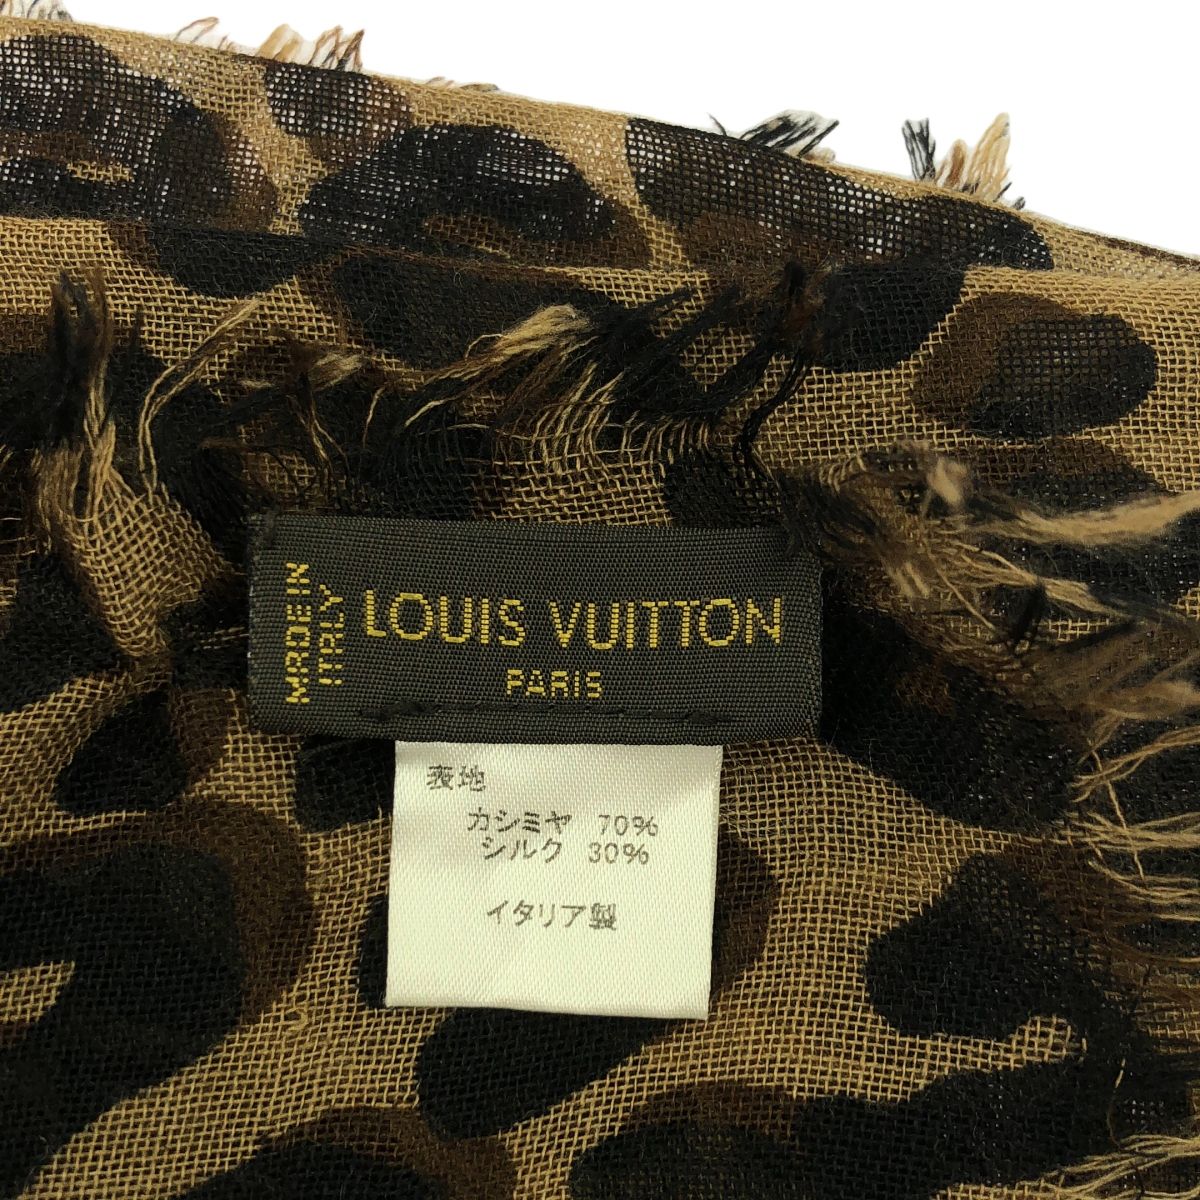 MADE IN
ITALY
LOUIS VUITTON
PARIS
表地
カシミヤ 70%
シルク 30%
イタリア製